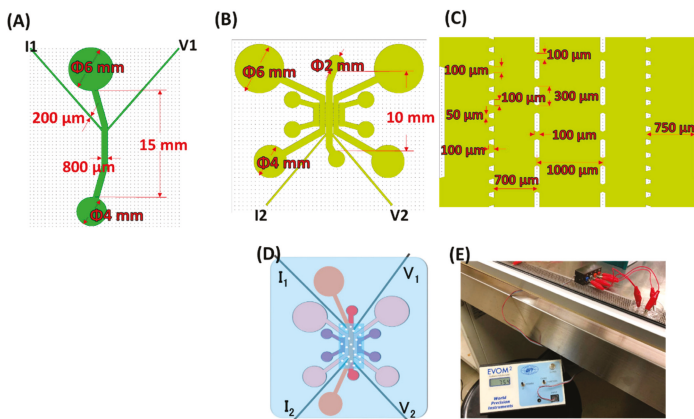 (A)
I1
V1
Φ6 mm
200 µm
15 mm
800 µm
Φ4 mm
(B)
Φ6 mm
Φ2 mm
10 mm
Φ4 mm
I2
V2
(C)
100 µm
100 µm
100 µm
300 µm
50 µm
100 µm
750 µm
100 µm
700 µm
1000 µm
(D)
I1
V1
I2
V2
(E)
EVOM2
World
Precision
Instruments